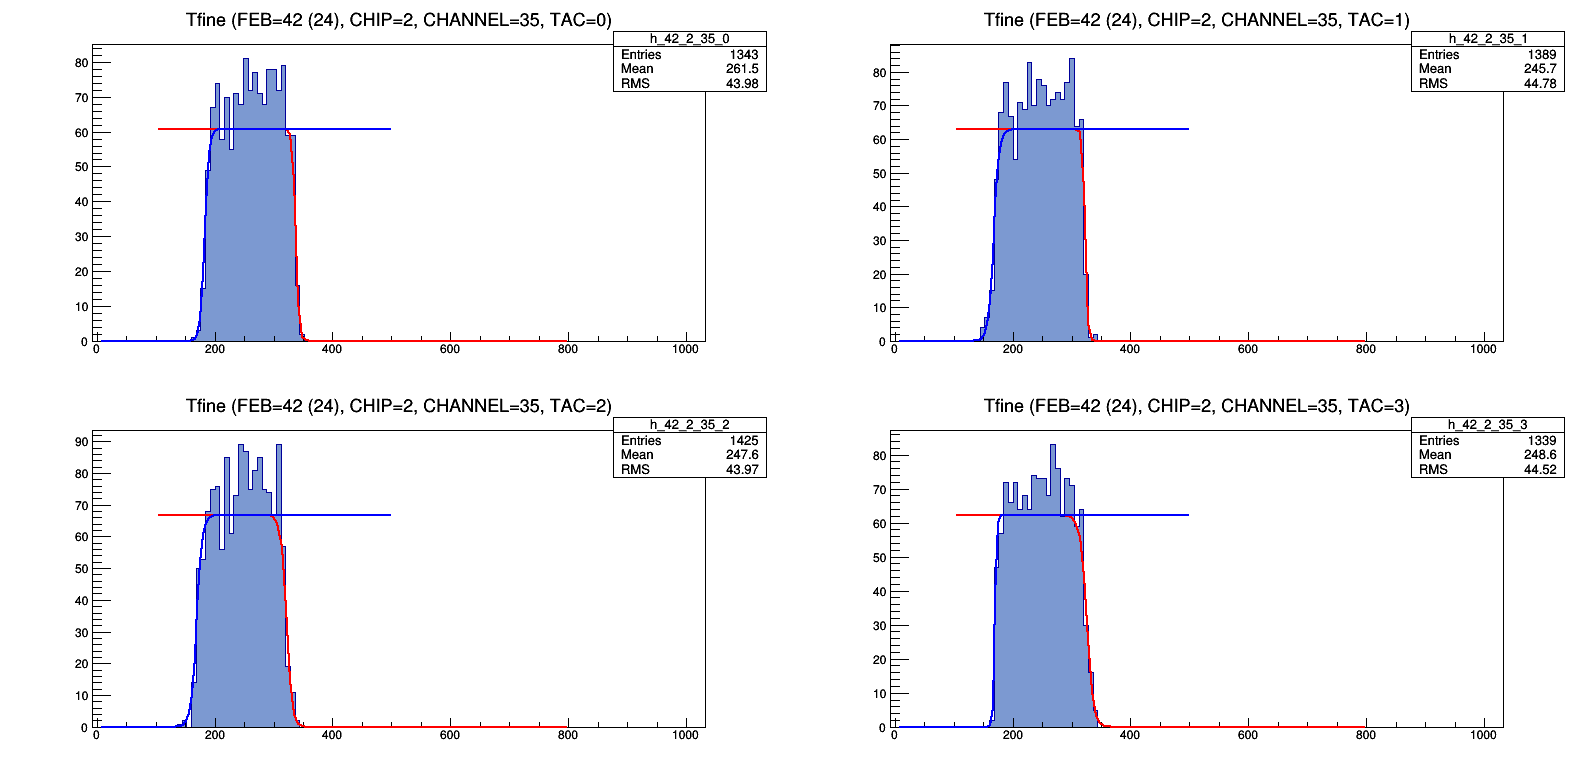 Tfine (FEB=42 (24), CHIP=2, CHANNEL=35, TAC=0)
h_42_2_35_0
Entries 1343
Mean 261.5
RMS 43.98
80
70
60
50
40
30
20
10
0
0 200 400 600 800 1000
Tfine (FEB=42 (24), CHIP=2, CHANNEL=35, TAC=1)
h_42_2_35_1
Entries 1389
Mean 245.7
RMS 44.78
80
70
60
50
40
30
20
10
0
0 200 400 600 800 1000
Tfine (FEB=42 (24), CHIP=2, CHANNEL=35, TAC=2)
h_42_2_35_2
Entries 1425
Mean 247.6
RMS 43.97
90
80
70
60
50
40
30
20
10
0
0 200 400 600 800 1000
Tfine (FEB=42 (24), CHIP=2, CHANNEL=35, TAC=3)
h_42_2_35_3
Entries 1339
Mean 248.6
RMS 44.52
80
70
60
50
40
30
20
10
0
0 200 400 600 800 1000